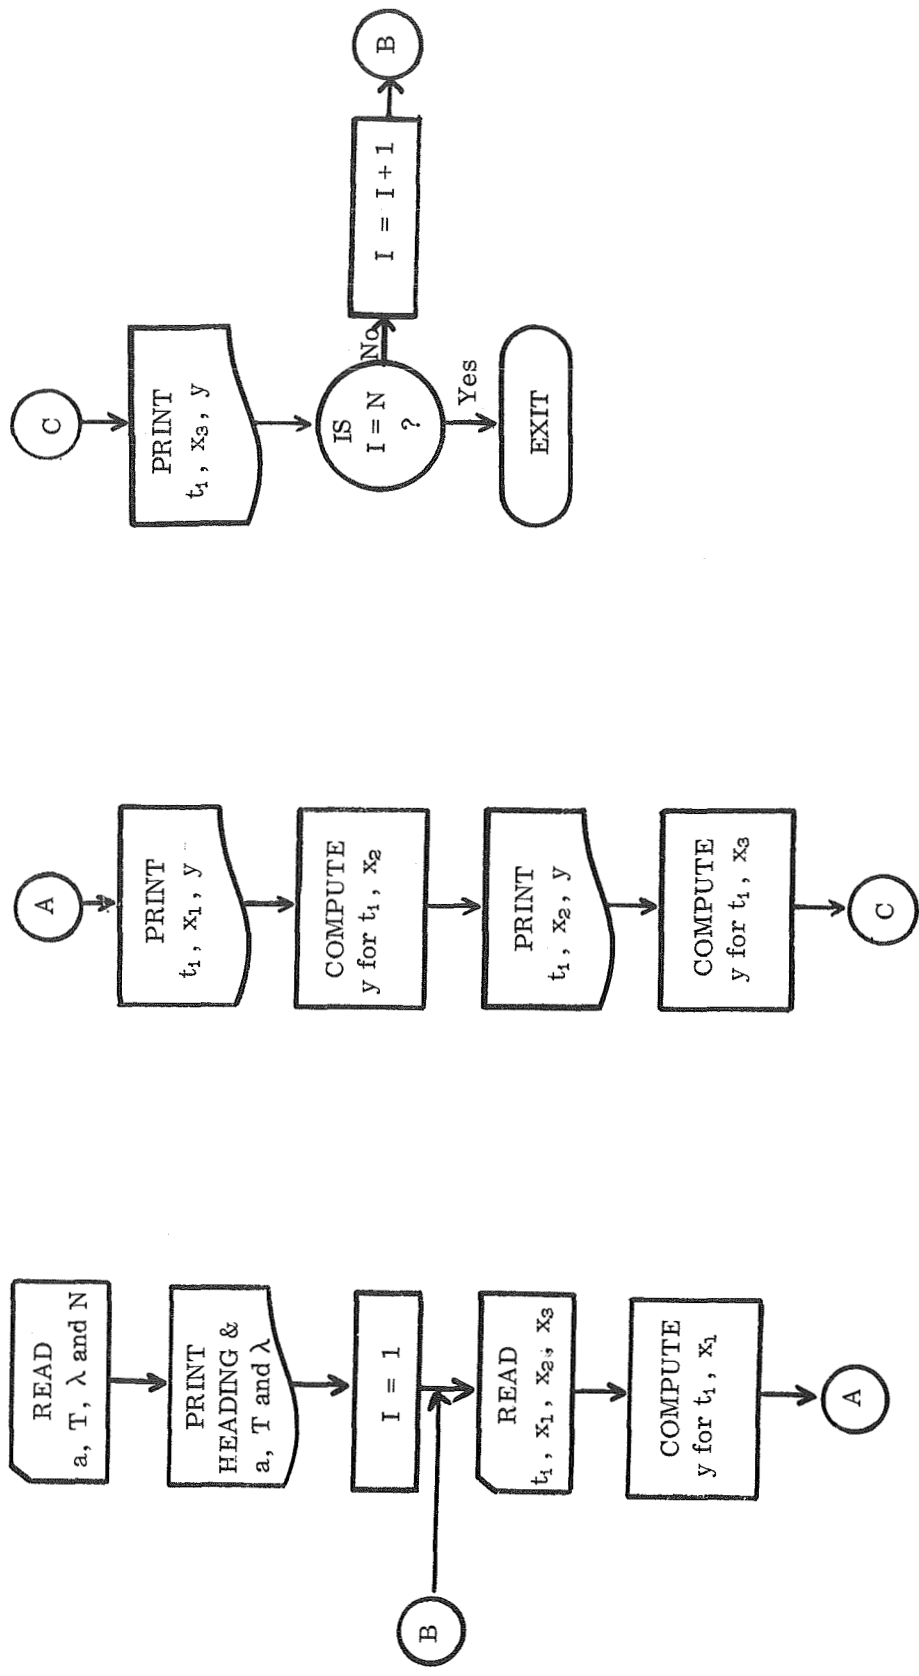 READ
a, T, λ and N
PRINT
HEADING &
a, T and λ
I = 1
B
READ
t₁, x₁, x₂, x₃
COMPUTE
y for t₁, x₁
A
A
PRINT
t₁, x₁, y
COMPUTE
y for t₁, x₂
PRINT
t₁, x₂, y
COMPUTE
y for t₁, x₃
C
C
PRINT
t₁, x₃, y
IS
I = N
?
No
I = I + 1
B
Yes
EXIT